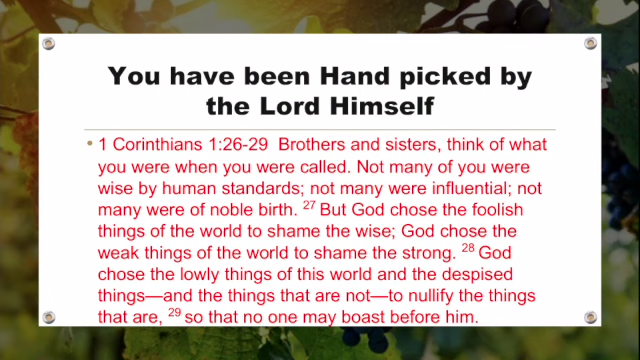 You have been Hand picked by
the Lord Himself
• 1 Corinthians 1:26-29  Brothers and sisters, think of what
you were when you were called. Not many of you were
wise by human standards; not many were influential; not
many were of noble birth. 27 But God chose the foolish
things of the world to shame the wise; God chose the
weak things of the world to shame the strong. 28 God
chose the lowly things of this world and the despised
things—and the things that are not—to nullify the things
that are, 29 so that no one may boast before him.